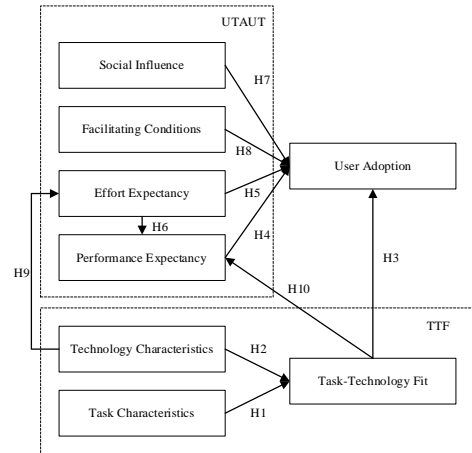 UTAUT
Social Influence
H7
Facilitating Conditions
H8
User Adoption
Effort Expectancy
H5
H6
H4
Performance Expectancy
H9
H3
H10
TTF
Technology Characteristics
H2
Task-Technology Fit
Task Characteristics
H1